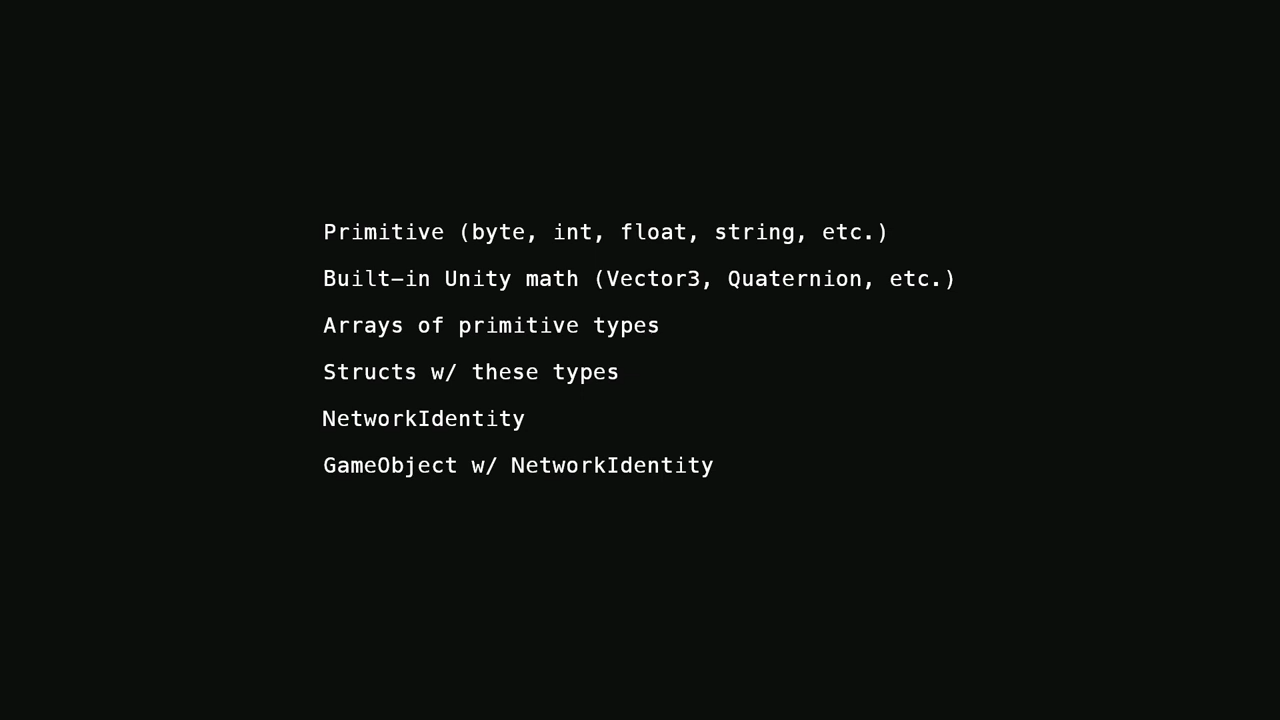 Primitive (byte, int, float, string, etc.)
Built-in Unity math (Vector3, Quaternion, etc.)
Arrays of primitive types
Structs w/ these types
NetworkIdentity
GameObject w/ NetworkIdentity